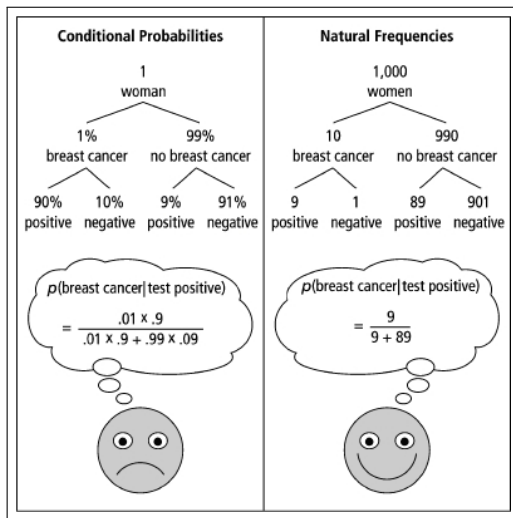 Conditional Probabilities
1
woman
1% 99%
breast cancer no breast cancer
90% 10% 9% 91%
positive negative positive negative
p(breast cancer|test positive)
= .01 x .9 / .01 x .9 + .99 x .09
Natural Frequencies
1,000
women
10 990
breast cancer no breast cancer
9 1 89 901
positive negative positive negative
p(breast cancer|test positive)
= 9 / 9 + 89